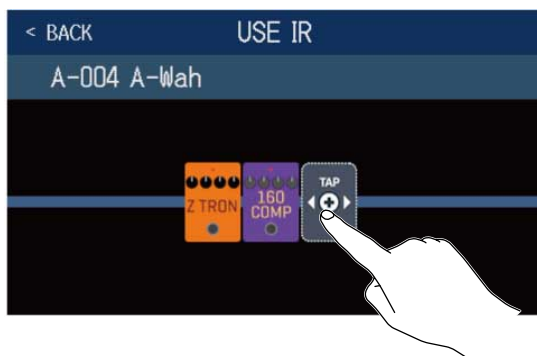 < BACK USE IR
A-004 A-Wah
Z TRON
160
COMP
TAP